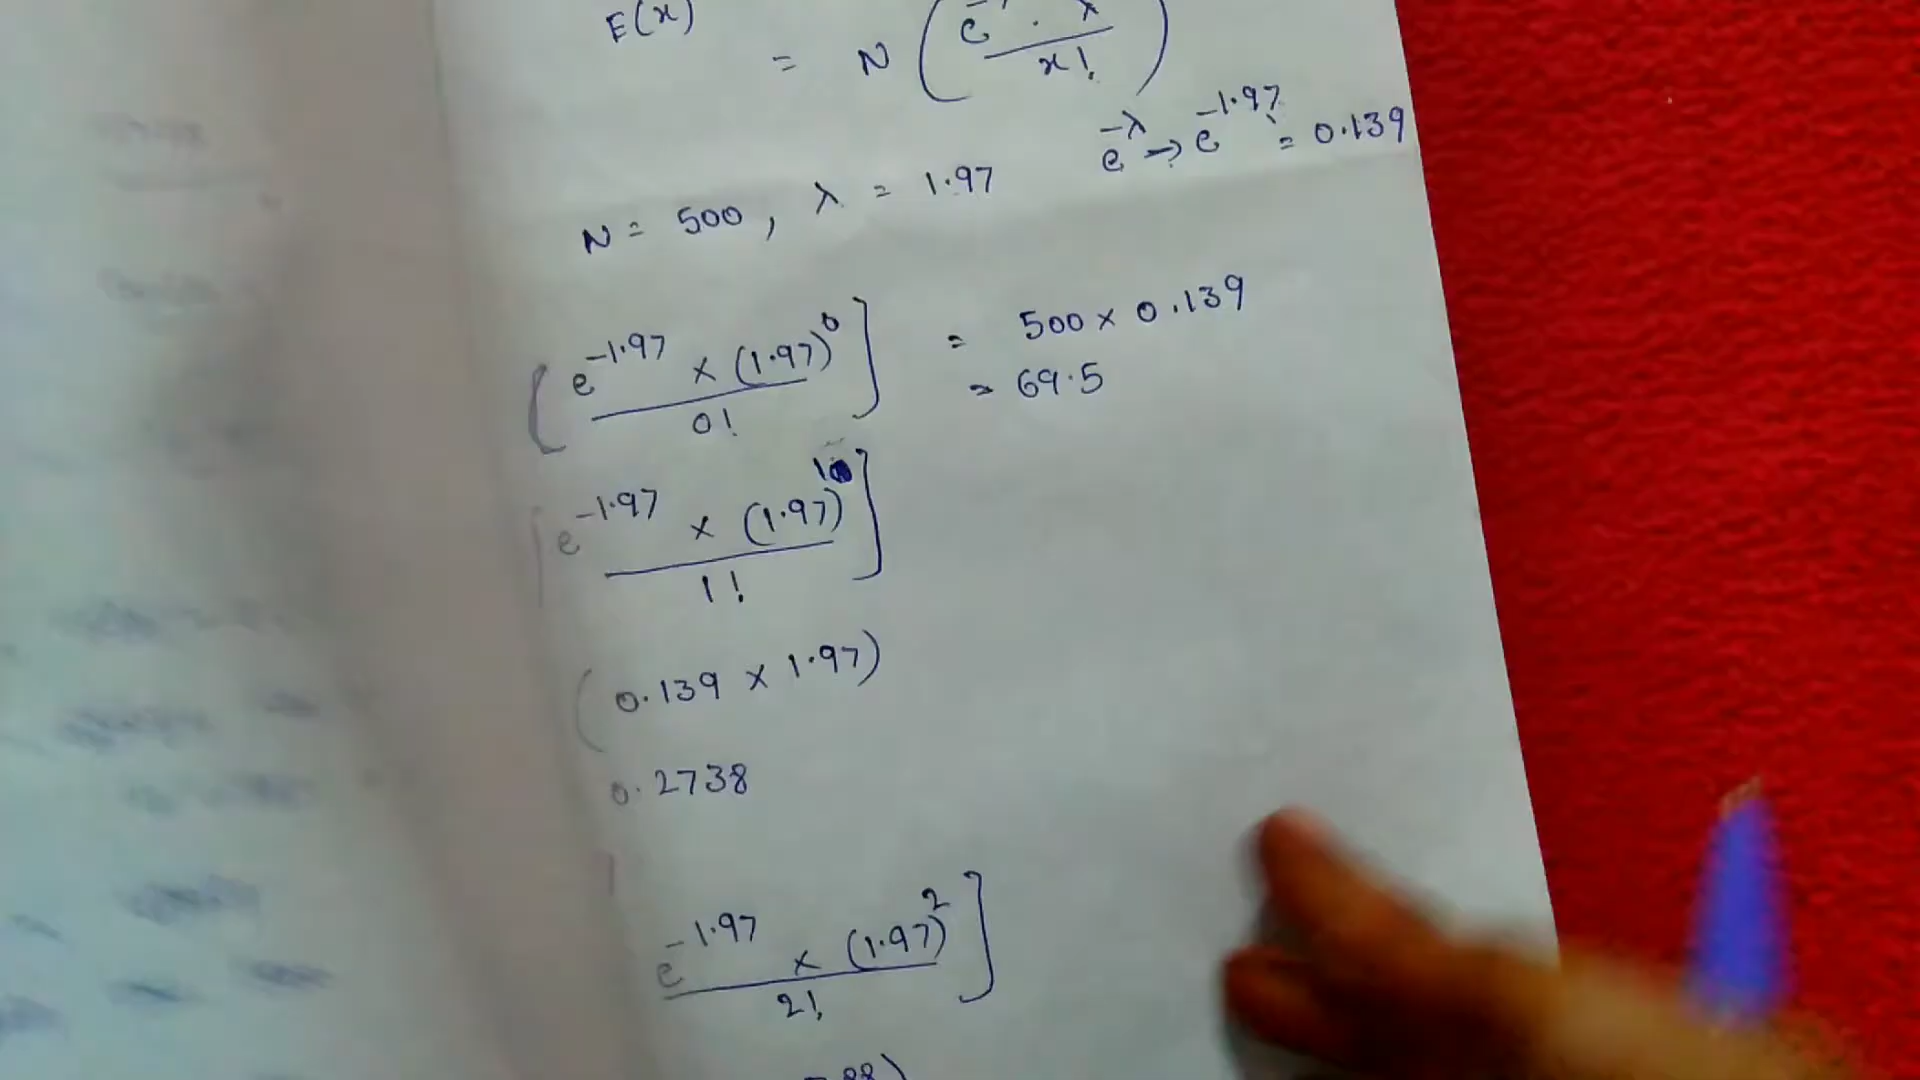 E(x) = N ( e^- . λ / x! )
e^-λ → e^-1.97 = 0.139
N = 500, λ = 1.97
[ e^-1.97 × (1.97)^0 / 0! ] = 500 × 0.139
= 69.5
[ e^-1.97 × (1.97)^1 / 1! ]
( 0.139 × 1.97)
0.2738
e^-1.97 × (1.97)^2 / 2! ]